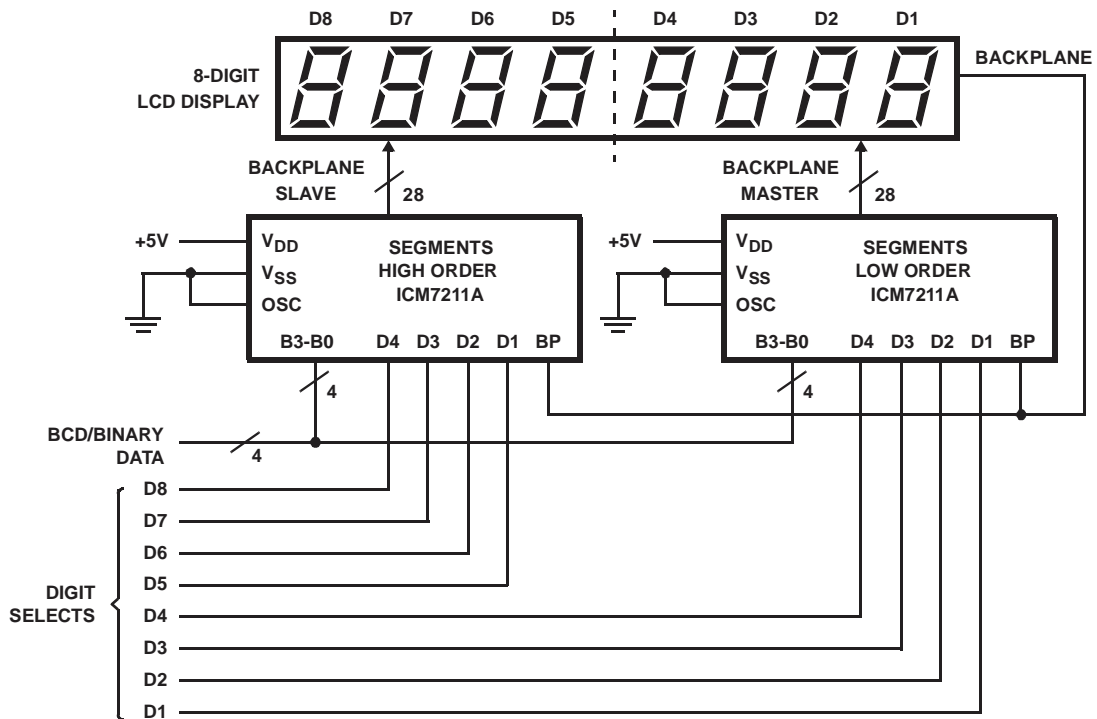 D8 D7 D6 D5 D4 D3 D2 D1
BACKPLANE
8-DIGIT
LCD DISPLAY
BACKPLANE
SLAVE
28
BACKPLANE
MASTER
28
+5V
VDD
VSS
OSC
SEGMENTS
HIGH ORDER
ICM7211A
B3-B0 D4 D3 D2 D1 BP
4
+5V
VDD
VSS
OSC
SEGMENTS
LOW ORDER
ICM7211A
B3-B0 D4 D3 D2 D1 BP
4
BCD/BINARY
DATA
4
DIGIT
SELECTS
D8
D7
D6
D5
D4
D3
D2
D1